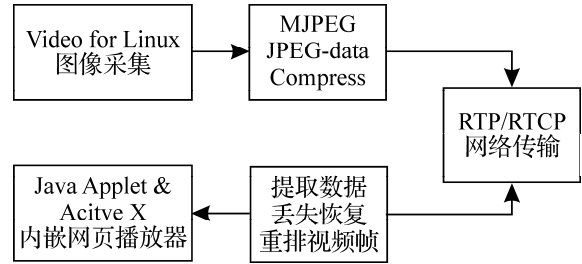 Video for Linux
图像采集
MJPEG
JPEG-data
Compress
RTP/RTCP
网络传输
提取数据
丢失恢复
重排视频帧
Java Applet &
Acitve X
内嵌网页播放器